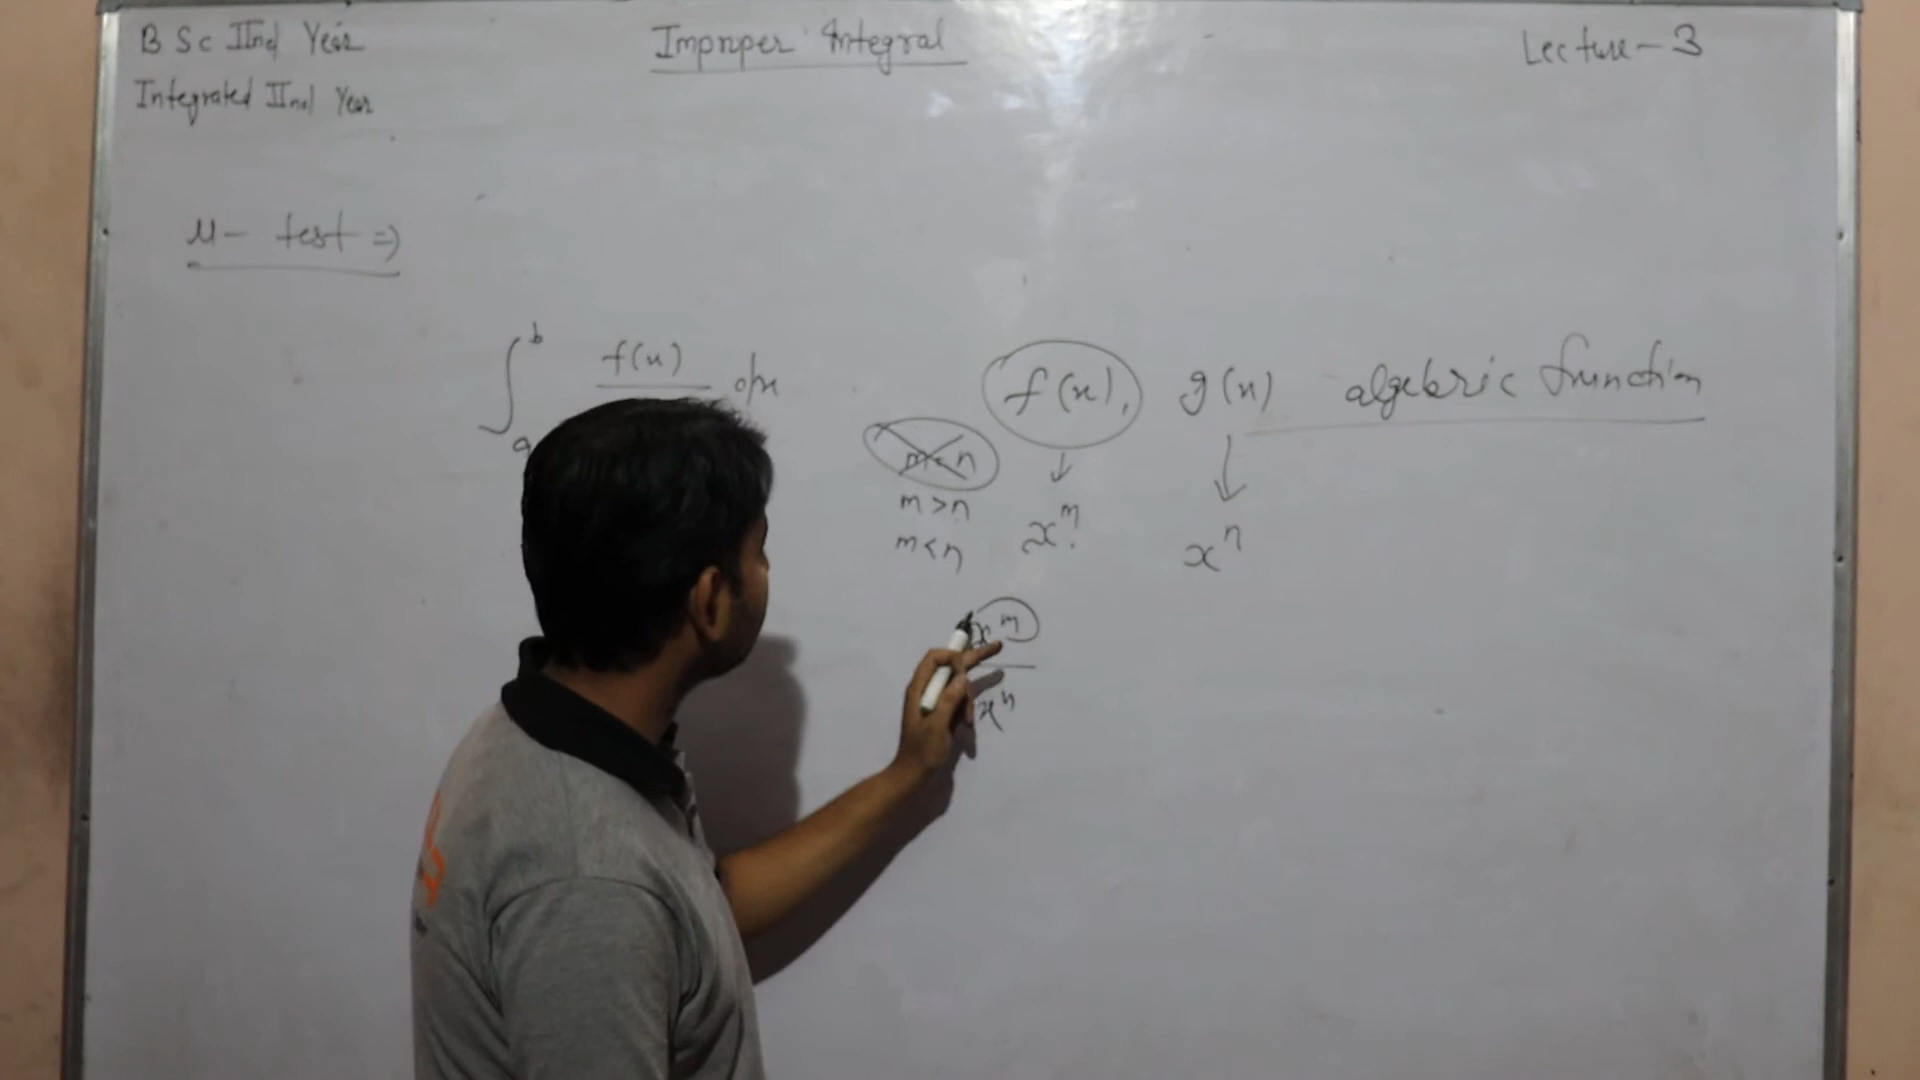 B Sc IInd Year
Integrated IInd Year
Improper Integral
Lecture - 3
μ - test ⇒
∫ₐᵇ f(x) dx
f(x), g(x) algebric function
m > n
m < n
↓ ↓
xᵐ xⁿ
xᵐ
xⁿ